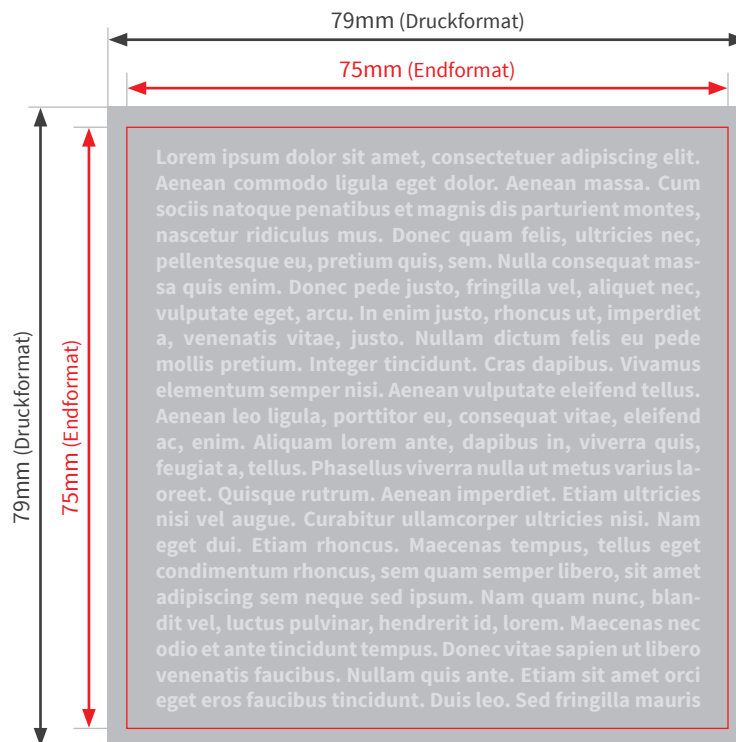 79mm (Druckformat)
75mm (Endformat)
79mm (Druckformat)
75mm (Endformat)
Lorem ipsum dolor sit amet, consectetuer adipiscing elit.
Aenean commodo ligula eget dolor. Aenean massa. Cum
sociis natoque penatibus et magnis dis parturient montes,
nascetur ridiculus mus. Donec quam felis, ultricies nec,
pellentesque eu, pretium quis, sem. Nulla consequat mas-
sa quis enim. Donec pede justo, fringilla vel, aliquet nec,
vulputate eget, arcu. In enim justo, rhoncus ut, imperdiet
a, venenatis vitae, justo. Nullam dictum felis eu pede
mollis pretium. Integer tincidunt. Cras dapibus. Vivamus
elementum semper nisi. Aenean vulputate eleifend tellus.
Aenean leo ligula, porttitor eu, consequat vitae, eleifend
ac, enim. Aliquam lorem ante, dapibus in, viverra quis,
feugiat a, tellus. Phasellus viverra nulla ut metus varius la-
oreet. Quisque rutrum. Aenean imperdiet. Etiam ultricies
nisi vel augue. Curabitur ullamcorper ultricies nisi. Nam
eget dui. Etiam rhoncus. Maecenas tempus, tellus eget
condimentum rhoncus, sem quam semper libero, sit amet
adipiscing sem neque sed ipsum. Nam quam nunc, blan-
dit vel, luctus pulvinar, hendrerit id, lorem. Maecenas nec
odio et ante tincidunt tempus. Donec vitae sapien ut libero
venenatis faucibus. Nullam quis ante. Etiam sit amet orci
eget eros faucibus tincidunt. Duis leo. Sed fringilla mauris